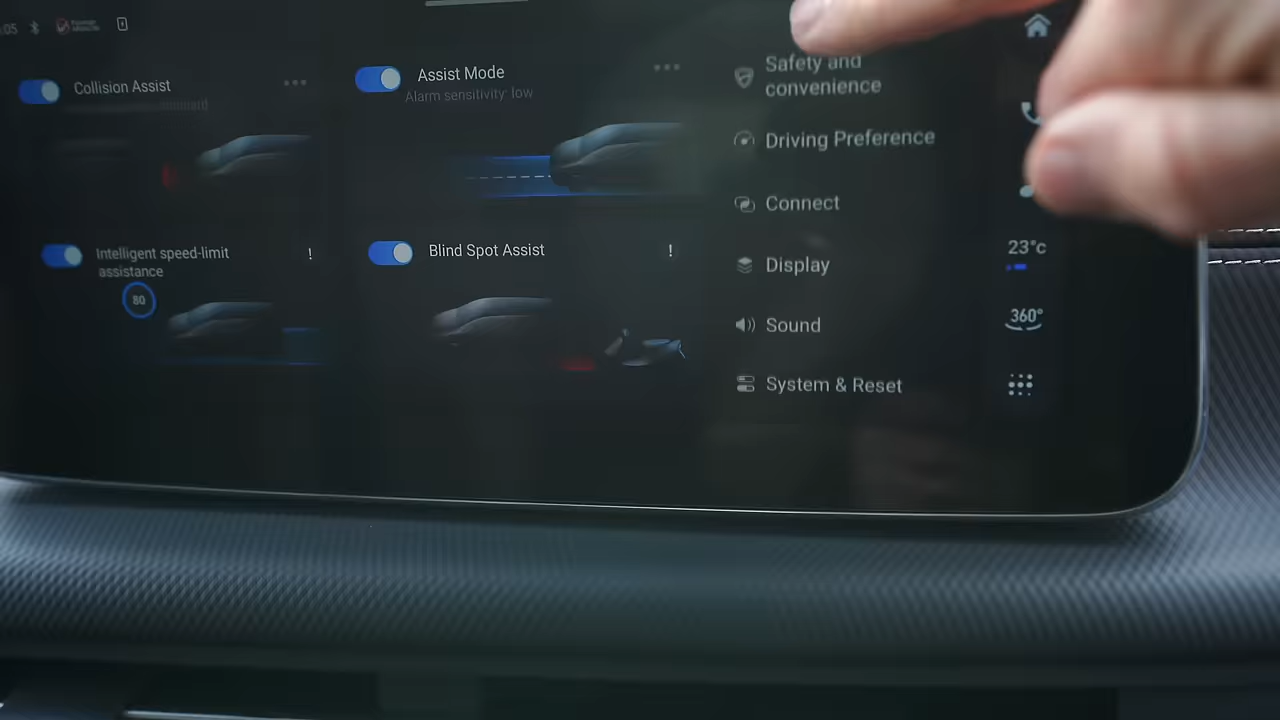 :05
Collision Assist
Assist Mode
Alarm sensitivity: low
Intelligent speed-limit
assistance
80
!
Blind Spot Assist
!
Safety and
convenience
Driving Preference
Connect
Display
Sound
System & Reset
23°c
360°